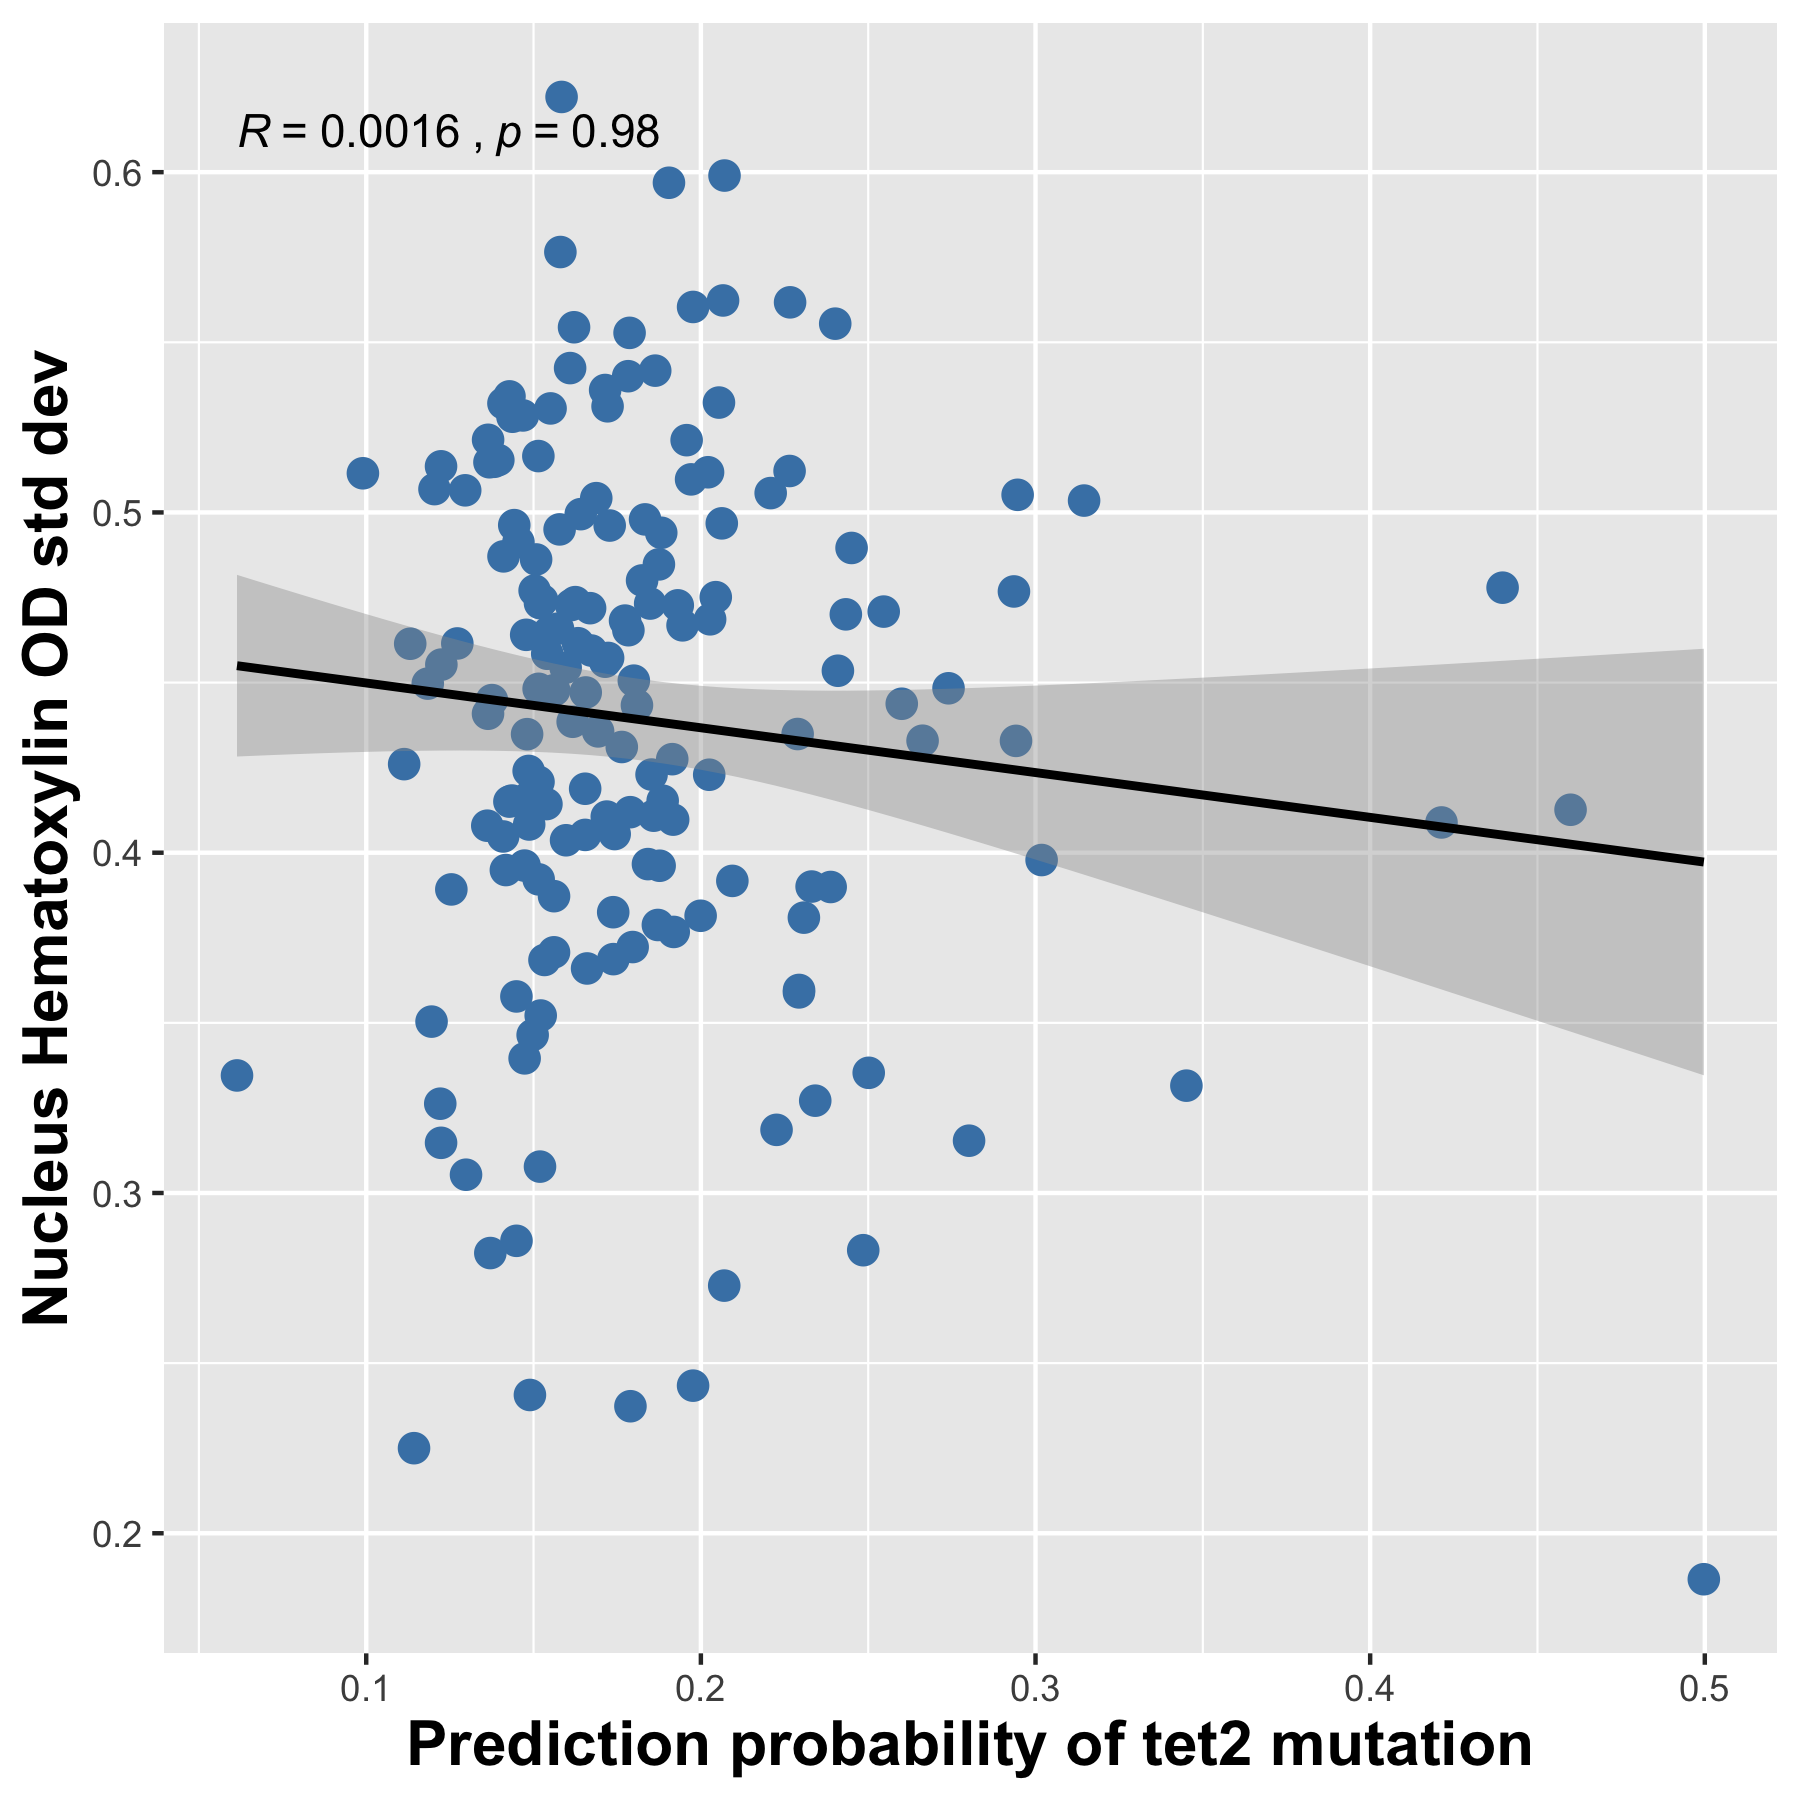 R = 0.0016 , p = 0.98
0.6
0.5
0.4
0.3
0.2
Nucleus Hematoxylin OD std dev
0.1 0.2 0.3 0.4 0.5
Prediction probability of tet2 mutation